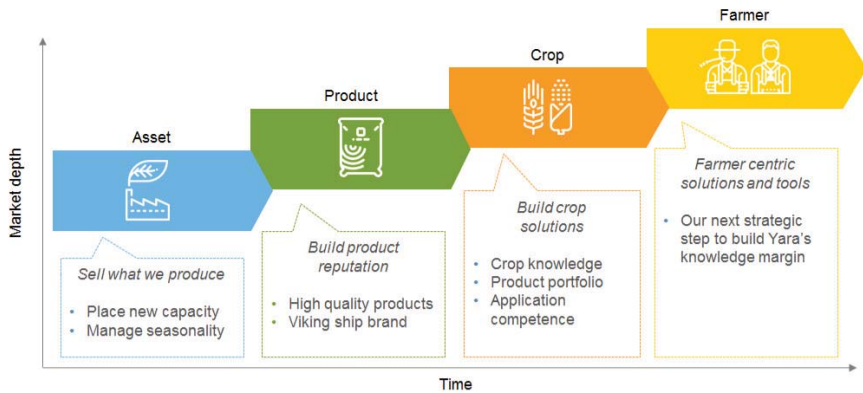 Farmer
Crop
Product
Asset
Market depth
Sell what we produce
• Place new capacity
• Manage seasonality
Build product
reputation
• High quality products
• Viking ship brand
Build crop
solutions
• Crop knowledge
• Product portfolio
• Application
competence
Farmer centric
solutions and tools
• Our next strategic
step to build Yara's
knowledge margin
Time